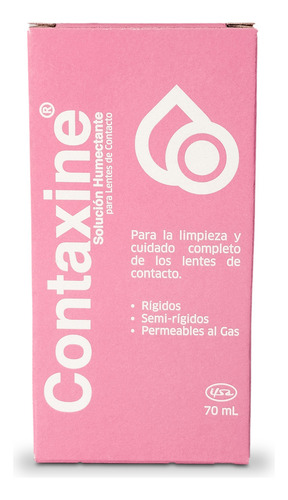 Contaxine®
Solución Humectante
para Lentes de Contacto
Para la limpieza y
cuidado completo
de los lentes de
contacto.
• Rígidos
• Semi-rígidos
• Permeables al Gas
70 mL